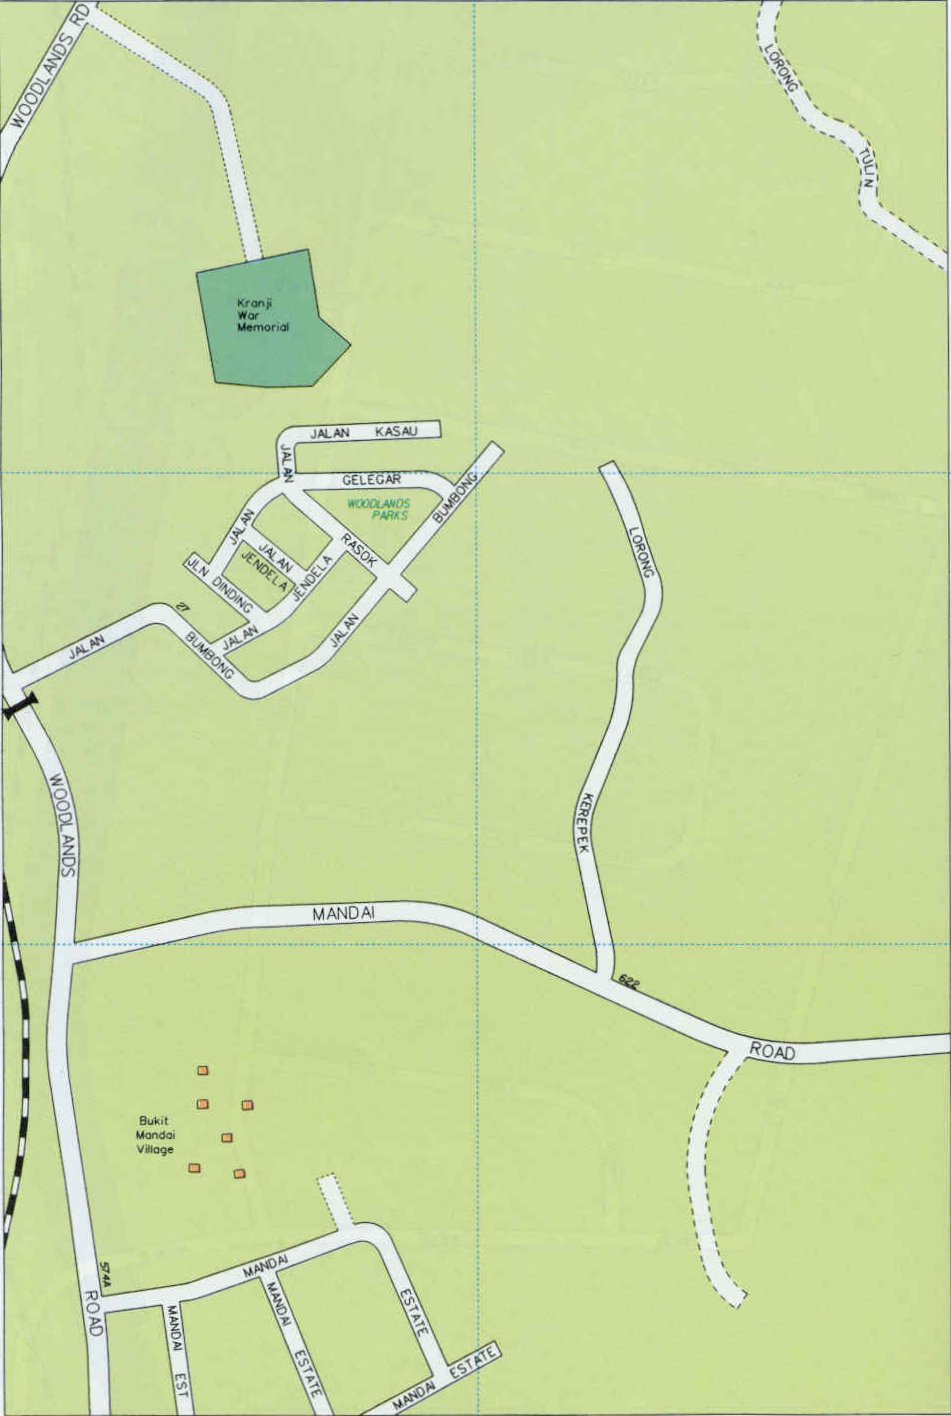 WOODLANDS RD
LORONG
TULIN
Kranji
War
Memorial
JALAN KASAU
JALAN
GELEGAR
WOODLANDS
PARKS
BUMBONG
JALAN
RASOK
JALAN
JENDELA
JENDELA
JLN DINDING
LORONG
27
JALAN
JALAN
JALAN
BUMBONG
WOODLANDS
KEREPEK
MANDAI
622
ROAD
Bukit
Mandai
Village
574A
MANDAI
ROAD
MANDAI EST
MANDAI ESTATE
ESTATE
MANDAI ESTATE